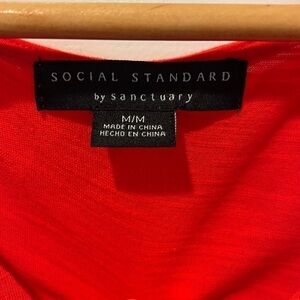 SOCIAL STANDARD
by sanctuary
M/M
MADE IN CHINA
HECHO EN CHINA